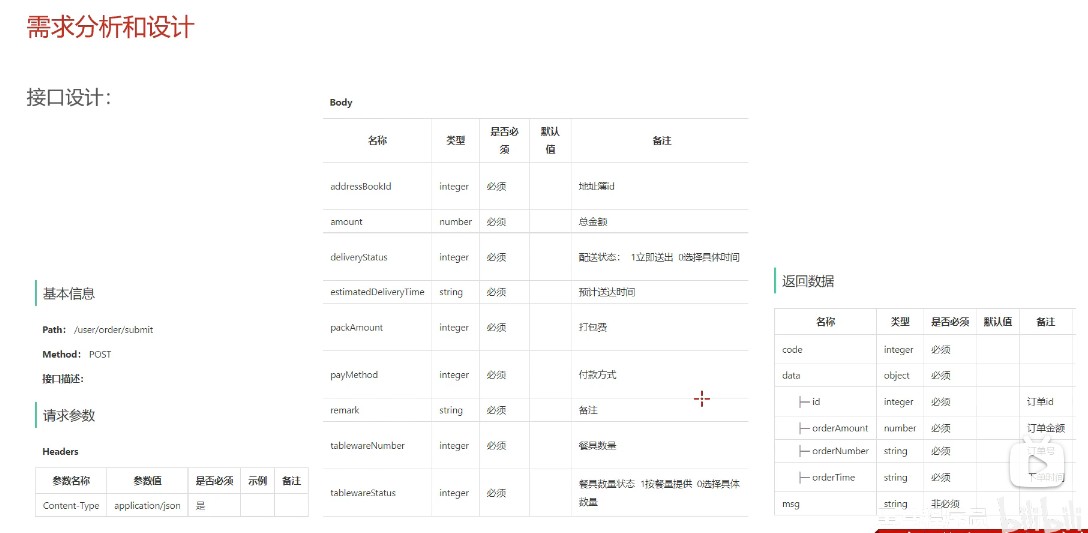 需求分析和设计
接口设计：
基本信息
Path： /user/order/submit
Method： POST
接口描述：
请求参数
Headers
参数名称 参数值 是否必须 示例 备注
Content-Type application/json 是
Body
名称 类型 是否必须 默认值 备注
addressBookId integer 必须 地址簿id
amount number 必须 总金额
deliveryStatus integer 必须 配送状态： 1立即送出 0选择具体时间
estimatedDeliveryTime string 必须 预计送达时间
packAmount integer 必须 打包费
payMethod integer 必须 付款方式
remark string 必须 备注
tablewareNumber integer 必须 餐具数量
tablewareStatus integer 必须 餐具数量状态 1按餐量提供 0选择具体
数量
返回数据
名称 类型 是否必须 默认值 备注
code integer 必须
data object 必须
├─ id integer 必须 订单id
├─ orderAmount number 必须 订单金额
├─ orderNumber string 必须 订单号
├─ orderTime string 必须 下单时间
msg string 非必须
bilibili